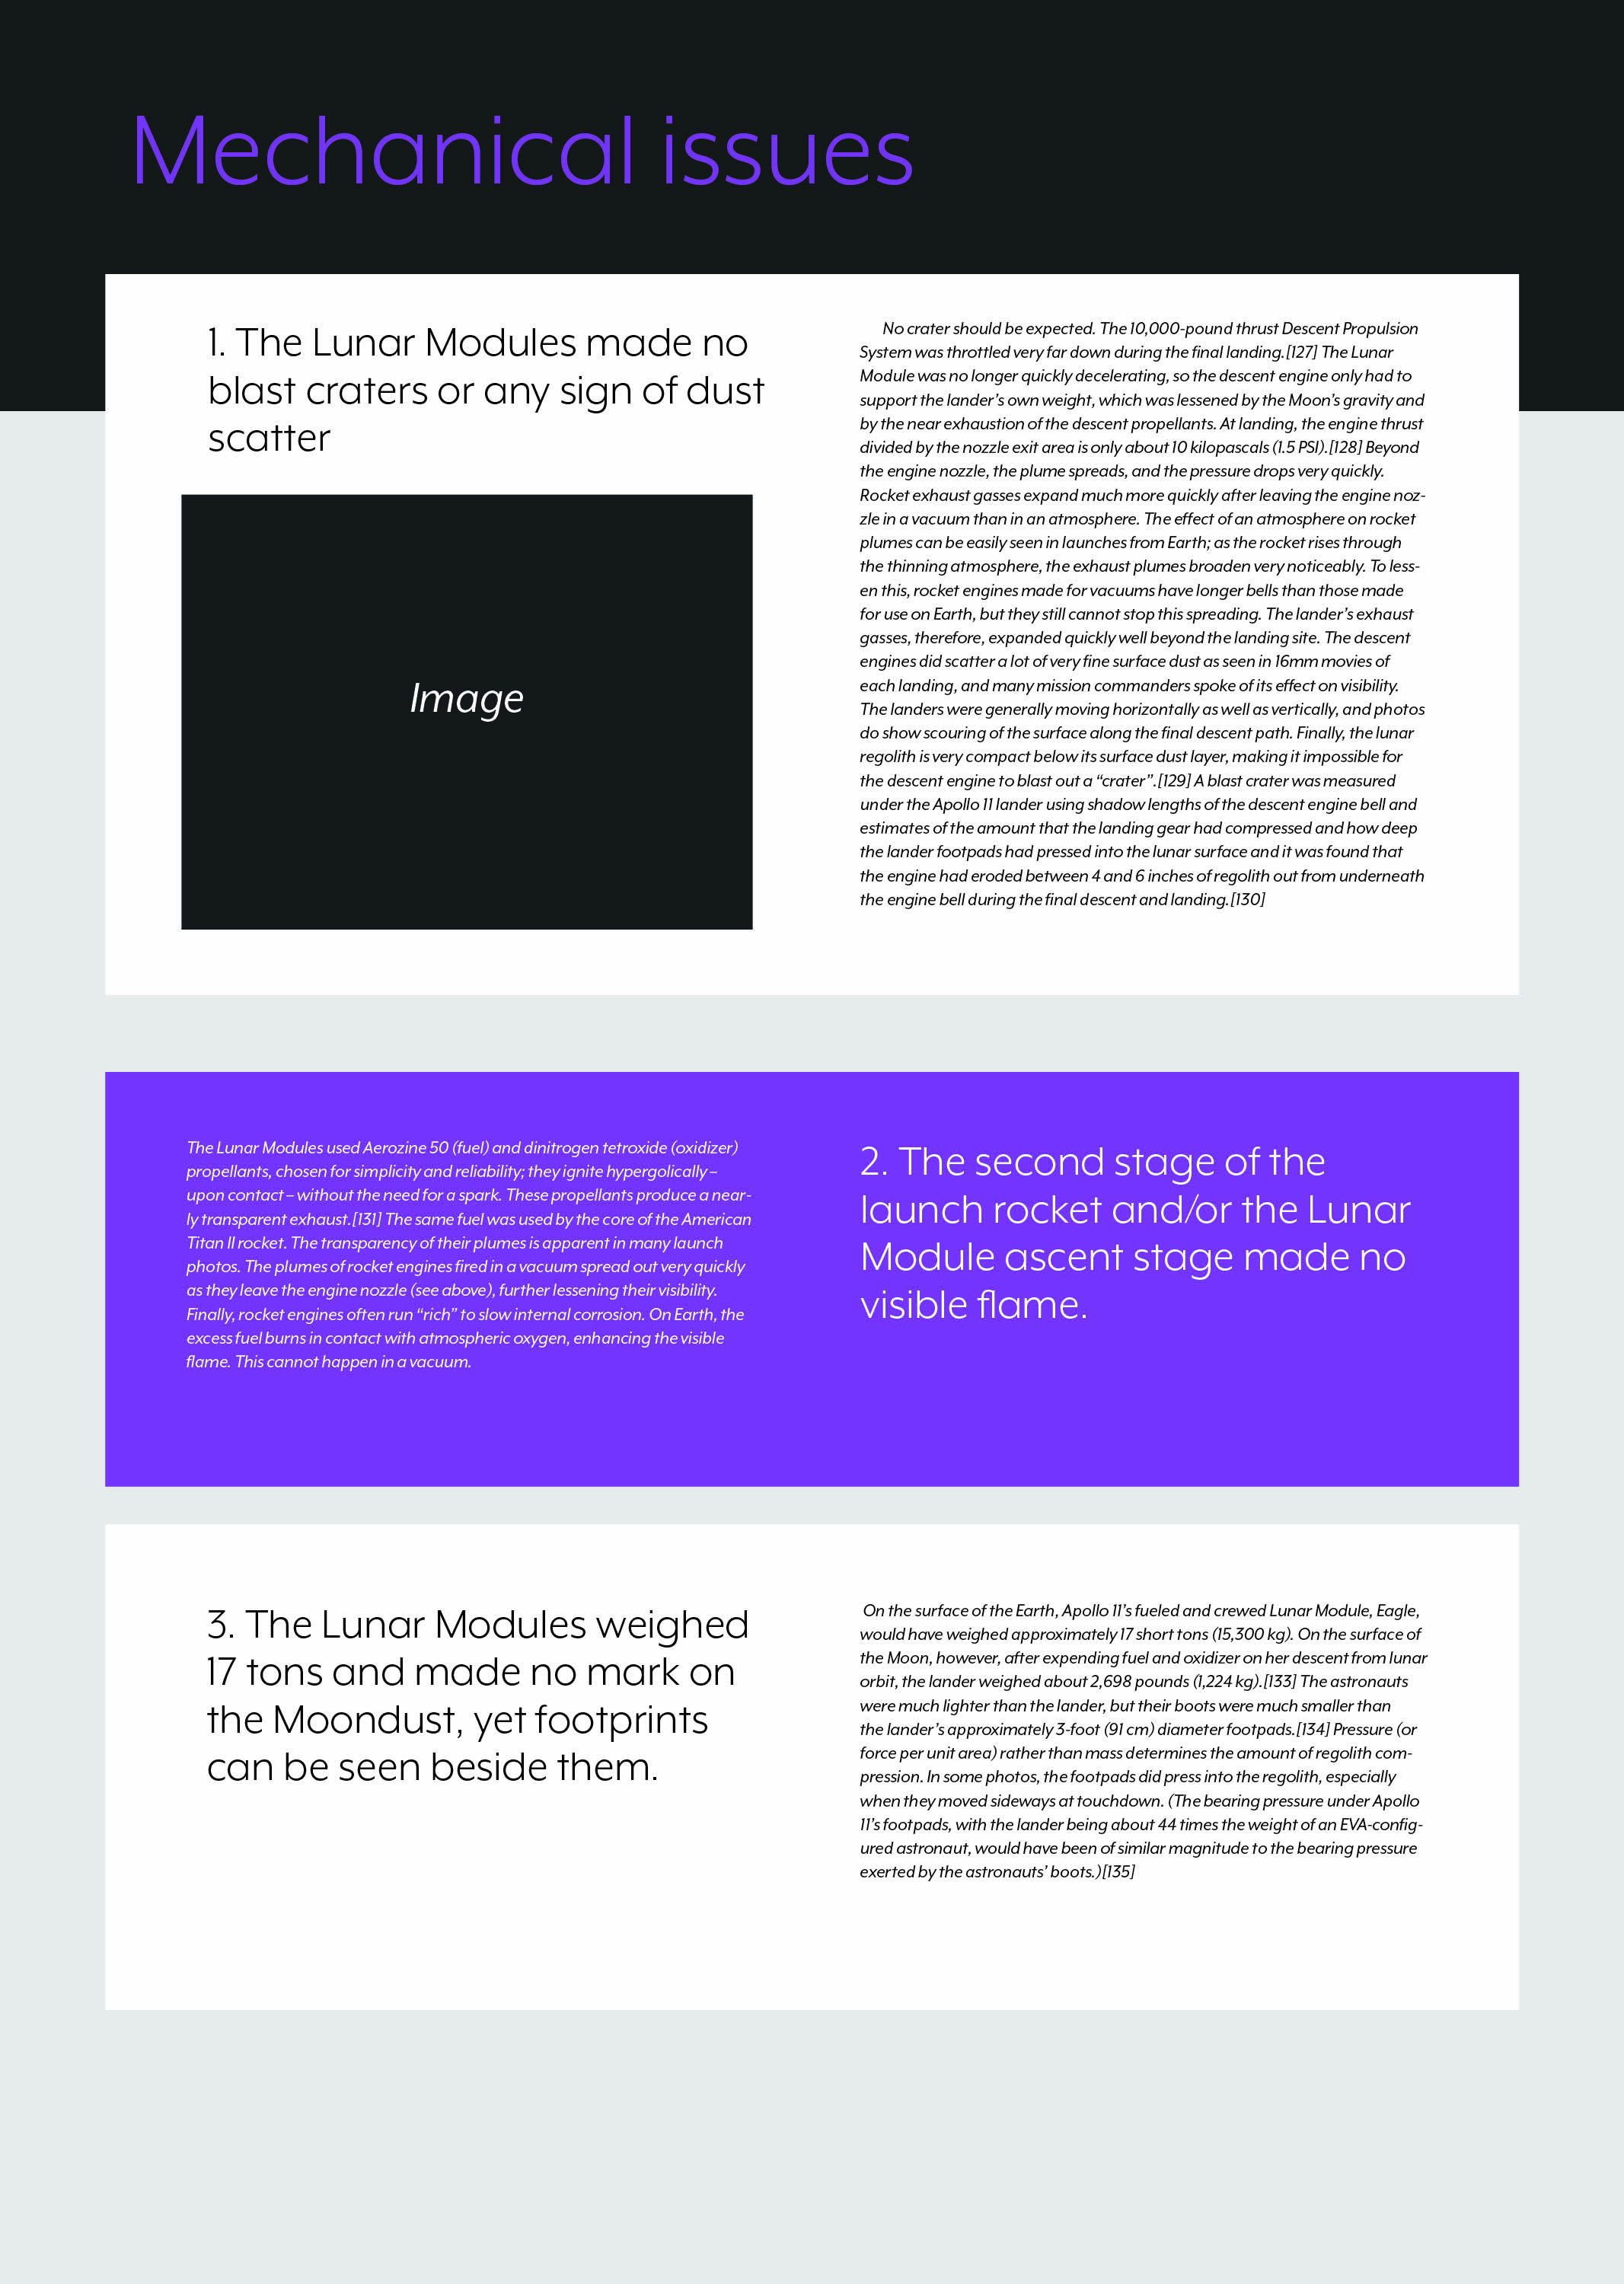 Mechanical issues
1. The Lunar Modules made no
blast craters or any sign of dust
scatter
Image
No crater should be expected. The 10,000-pound thrust Descent Propulsion
System was throttled very far down during the final landing.[127] The Lunar
Module was no longer quickly decelerating, so the descent engine only had to
support the lander’s own weight, which was lessened by the Moon’s gravity and
by the near exhaustion of the descent propellants. At landing, the engine thrust
divided by the nozzle exit area is only about 10 kilopascals (1.5 PSI).[128] Beyond
the engine nozzle, the plume spreads, and the pressure drops very quickly.
Rocket exhaust gasses expand much more quickly after leaving the engine noz-
zle in a vacuum than in an atmosphere. The effect of an atmosphere on rocket
plumes can be easily seen in launches from Earth; as the rocket rises through
the thinning atmosphere, the exhaust plumes broaden very noticeably. To less-
en this, rocket engines made for vacuums have longer bells than those made
for use on Earth, but they still cannot stop this spreading. The lander’s exhaust
gasses, therefore, expanded quickly well beyond the landing site. The descent
engines did scatter a lot of very fine surface dust as seen in 16mm movies of
each landing, and many mission commanders spoke of its effect on visibility.
The landers were generally moving horizontally as well as vertically, and photos
do show scouring of the surface along the final descent path. Finally, the lunar
regolith is very compact below its surface dust layer, making it impossible for
the descent engine to blast out a “crater”.[129] A blast crater was measured
under the Apollo 11 lander using shadow lengths of the descent engine bell and
estimates of the amount that the landing gear had compressed and how deep
the lander footpads had pressed into the lunar surface and it was found that
the engine had eroded between 4 and 6 inches of regolith out from underneath
the engine bell during the final descent and landing.[130]
The Lunar Modules used Aerozine 50 (fuel) and dinitrogen tetroxide (oxidizer)
propellants, chosen for simplicity and reliability; they ignite hypergolically –
upon contact – without the need for a spark. These propellants produce a near-
ly transparent exhaust.[131] The same fuel was used by the core of the American
Titan II rocket. The transparency of their plumes is apparent in many launch
photos. The plumes of rocket engines fired in a vacuum spread out very quickly
as they leave the engine nozzle (see above), further lessening their visibility.
Finally, rocket engines often run “rich” to slow internal corrosion. On Earth, the
excess fuel burns in contact with atmospheric oxygen, enhancing the visible
flame. This cannot happen in a vacuum.
2. The second stage of the
launch rocket and/or the Lunar
Module ascent stage made no
visible flame.
3. The Lunar Modules weighed
17 tons and made no mark on
the Moondust, yet footprints
can be seen beside them.
On the surface of the Earth, Apollo 11’s fueled and crewed Lunar Module, Eagle,
would have weighed approximately 17 short tons (15,300 kg). On the surface of
the Moon, however, after expending fuel and oxidizer on her descent from lunar
orbit, the lander weighed about 2,698 pounds (1,224 kg).[133] The astronauts
were much lighter than the lander, but their boots were much smaller than
the lander’s approximately 3-foot (91 cm) diameter footpads.[134] Pressure (or
force per unit area) rather than mass determines the amount of regolith com-
pression. In some photos, the footpads did press into the regolith, especially
when they moved sideways at touchdown. (The bearing pressure under Apollo
11’s footpads, with the lander being about 44 times the weight of an EVA-config-
ured astronaut, would have been of similar magnitude to the bearing pressure
exerted by the astronauts’ boots.)[135]